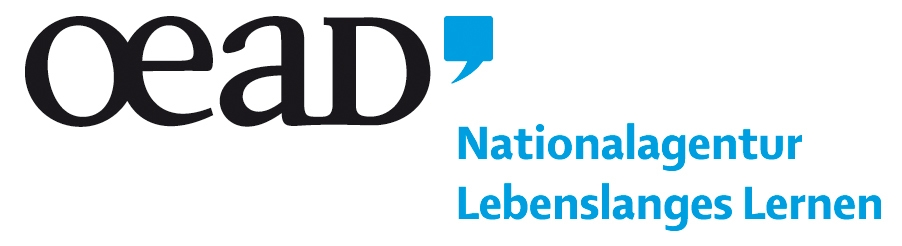 OeAD'
Nationalagentur
Lebenslanges Lernen